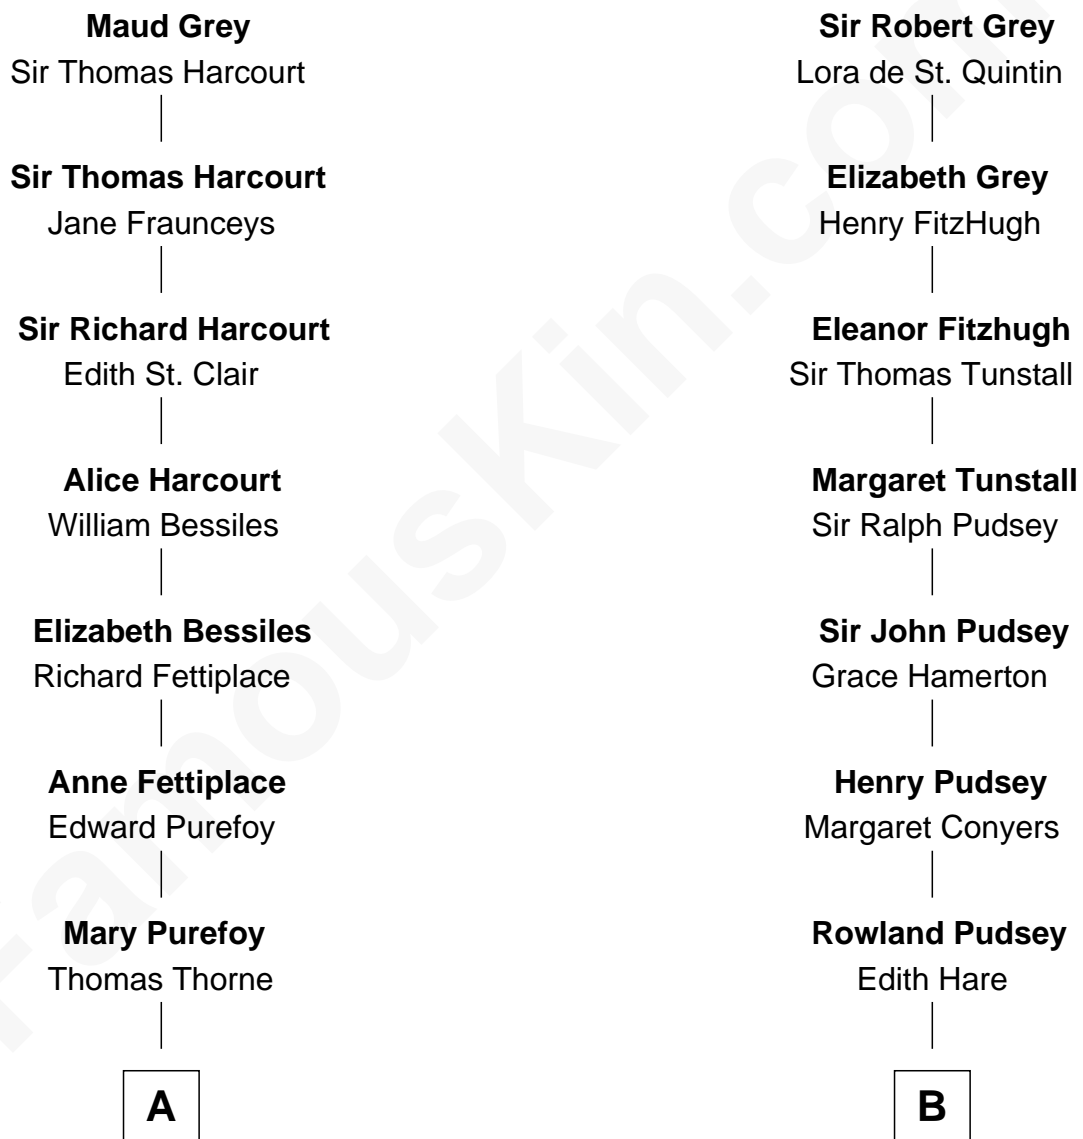 Maud Grey
Sir Thomas Harcourt
Sir Thomas Harcourt
Jane Fraunceys
Sir Richard Harcourt
Edith St. Clair
Alice Harcourt
William Bessiles
Elizabeth Bessiles
Richard Fettiplace
Anne Fettiplace
Edward Purefoy
Mary Purefoy
Thomas Thorne
A
Sir Robert Grey
Lora de St. Quintin
Elizabeth Grey
Henry FitzHugh
Eleanor Fitzhugh
Sir Thomas Tunstall
Margaret Tunstall
Sir Ralph Pudsey
Sir John Pudsey
Grace Hamerton
Henry Pudsey
Margaret Conyers
Rowland Pudsey
Edith Hare
B
FamousKin.com